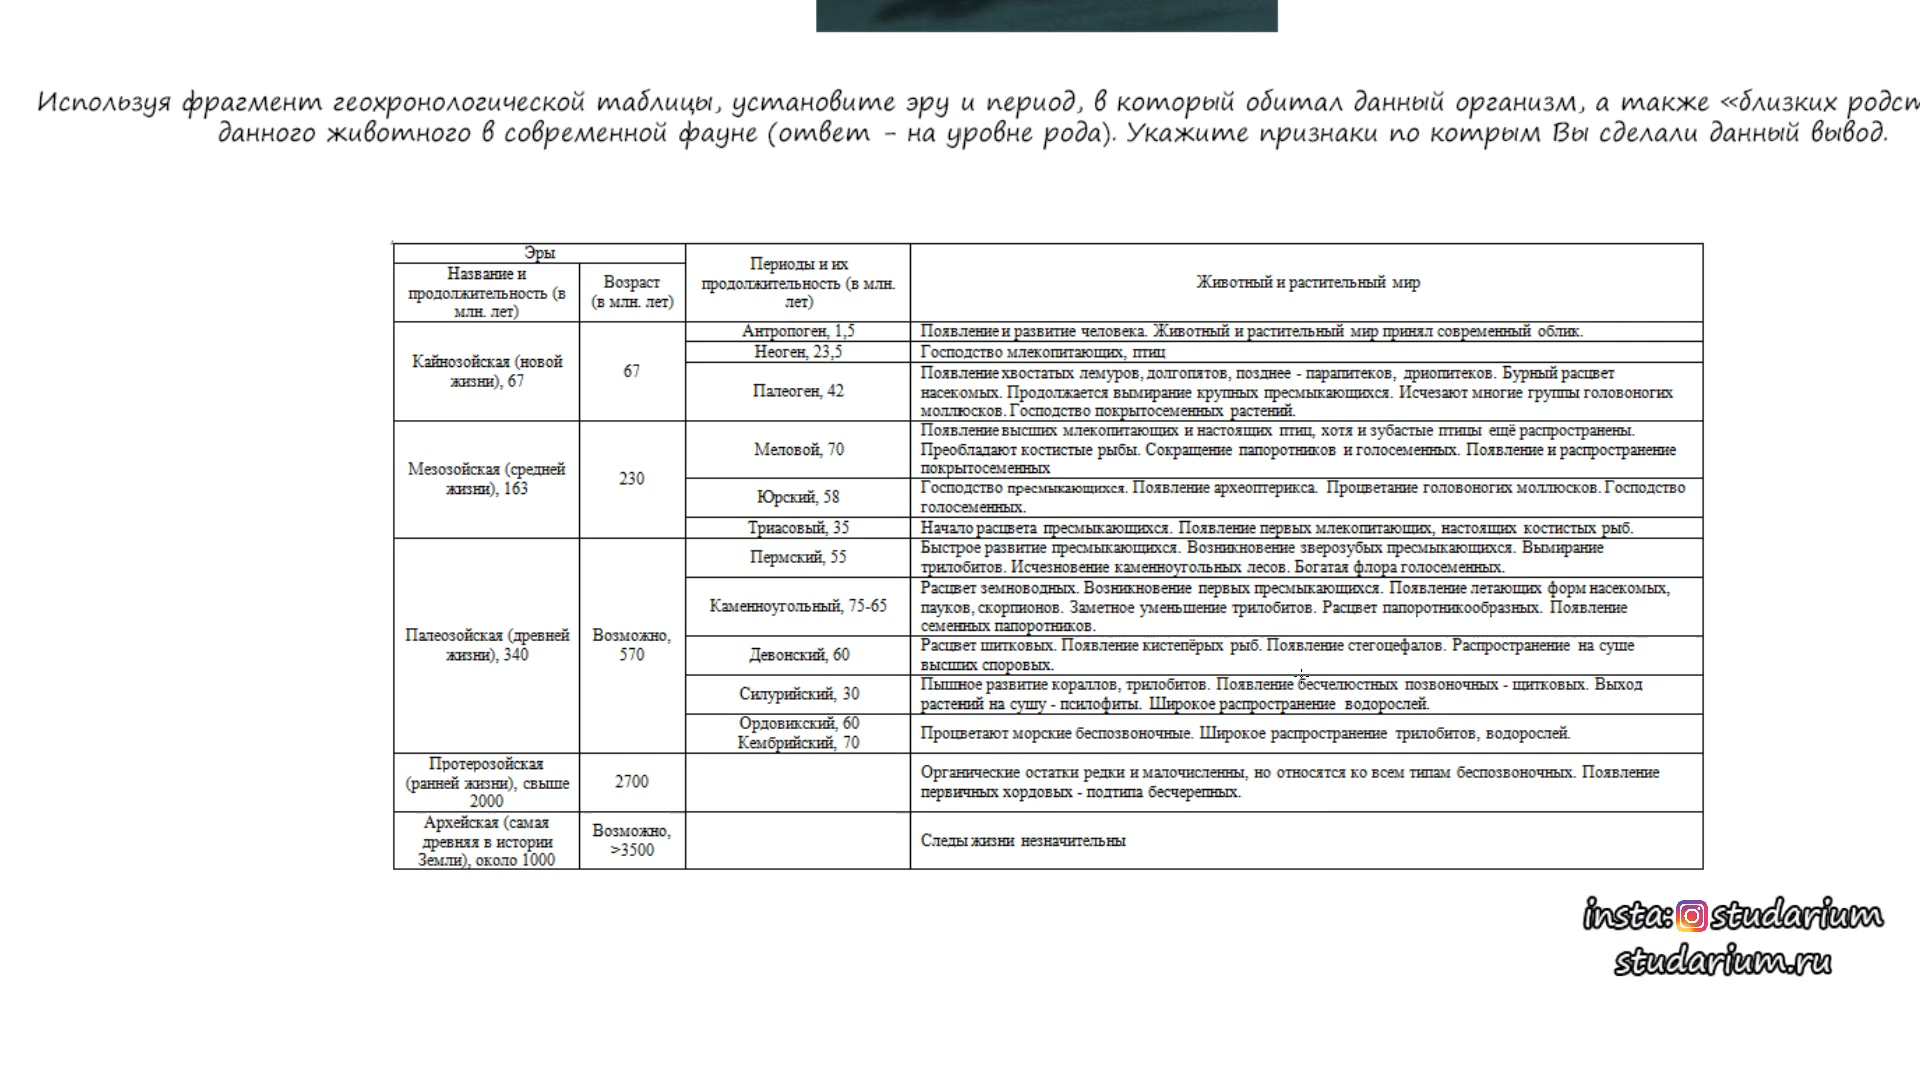 Используя фрагмент геохронологической таблицы, установите эру и период, в который обитал данный организм, а также «близких
данного животного в современной фауне (ответ - на уровне рода). Укажите признаки по котрым Вы сделали данный вывод.
Эры
Название и
продолжительность (в
млн. лет)
Возраст
(в млн. лет)
Периоды и их
продолжительность (в млн.
лет)
Животный и растительный мир
Кайнозойская (новой
жизни), 67
67
Антропоген, 1,5
Появление и развитие человека. Животный и растительный мир принял современный облик.
Неоген, 23,5
Господство млекопитающих, птиц
Палеоген, 42
Появление хвостатых лемуров, долгопятов, позднее - парапитеков, дриопитеков. Бурный расцвет
насекомых. Продолжается вымирание крупных пресмыкающихся. Исчезают многие группы головоногих
моллюсков. Господство покрытосеменных растений.
Мезозойская (средней
жизни), 163
230
Меловой, 70
Появление высших млекопитающих и настоящих птиц, хотя и зубастые птицы ещё распространены.
Преобладают костистые рыбы. Сокращение папоротников и голосеменных. Появление и распространение
покрытосеменных
Юрский, 58
Господство пресмыкающихся. Появление археоптерикса. Процветание головоногих моллюсков. Господство
голосеменных.
Триасовый, 35
Начало расцвета пресмыкающихся. Появление первых млекопитающих, настоящих костистых рыб.
Палеозойская (древней
жизни), 340
Возможно,
570
Пермский, 55
Быстрое развитие пресмыкающихся. Возникновение зверозубых пресмыкающихся. Вымирание
трилобитов. Исчезновение каменноугольных лесов. Богатая флора голосеменных.
Каменноугольный, 75-65
Расцвет земноводных. Возникновение первых пресмыкающихся. Появление летающих форм насекомых,
пауков, скорпионов. Заметное уменьшение трилобитов. Расцвет папоротникообразных. Появление
семенных папоротников.
Девонский, 60
Расцвет щитковых. Появление кистепёрых рыб. Появление стегоцефалов. Распространение на суше
высших споровых.
Силурийский, 30
Пышное развитие кораллов, трилобитов. Появление бесчелюстных позвоночных - щитковых. Выход
растений на сушу - псилофиты. Широкое распространение водорослей.
Ордовикский, 60
Кембрийский, 70
Процветают морские беспозвоночные. Широкое распространение трилобитов, водорослей.
Протерозойская
(ранней жизни), свыше
2000
2700
Органические остатки редки и малочисленны, но относятся ко всем типам беспозвоночных. Появление
первичных хордовых - подтипа бесчерепных.
Архейская (самая
древняя в истории
Земли), около 1000
Возможно,
>3500
Следы жизни незначительны
insta: studarium
studarium.ru